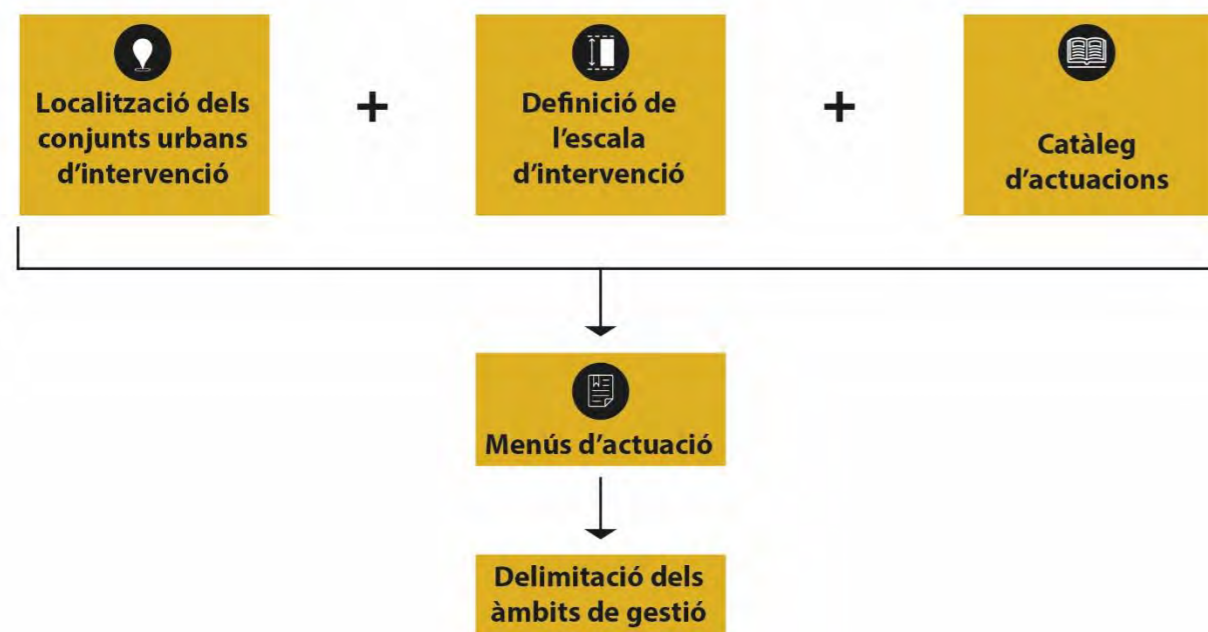 Localització dels
conjunts urbans
d’intervenció
+
Definició de
l’escala
d’intervenció
+
Catàleg
d’actuacions
Menús d’actuació
Delimitació dels
àmbits de gestió